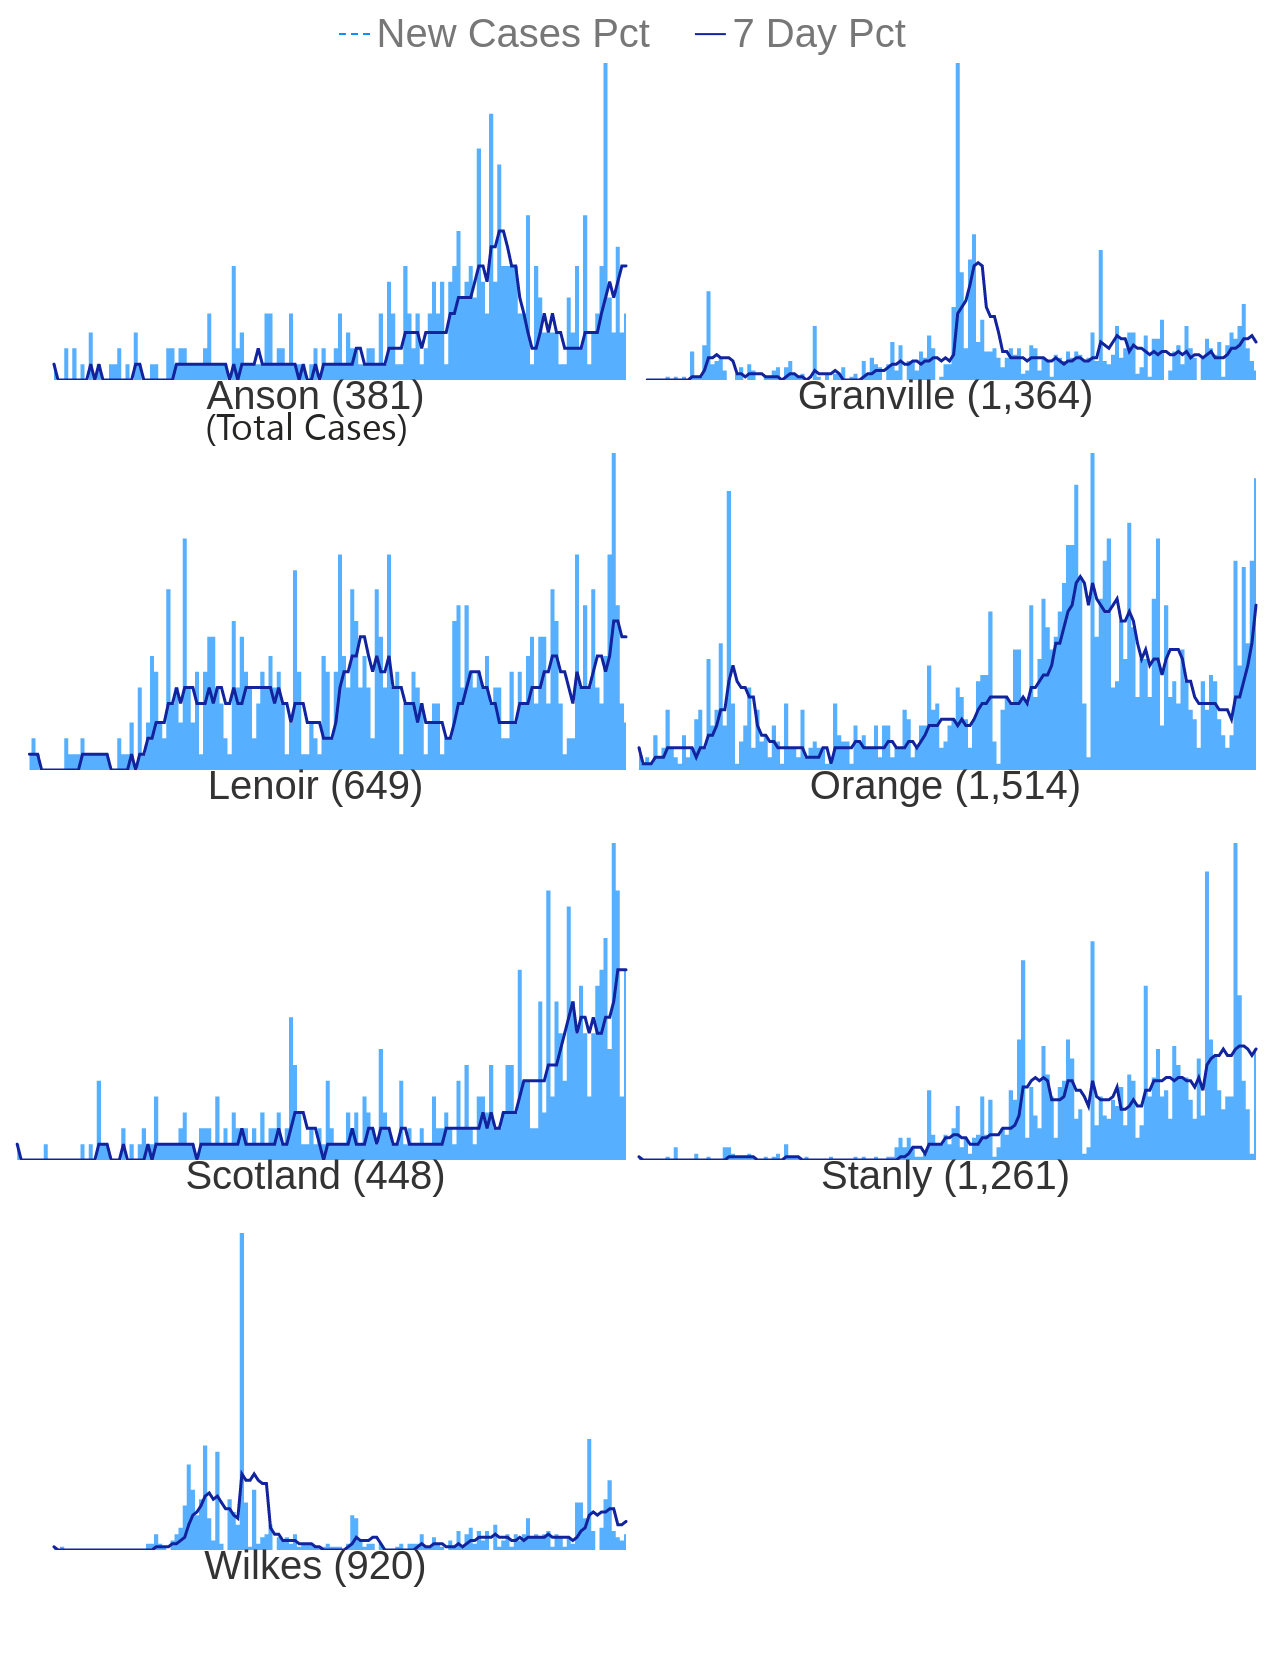 New Cases Pct 7 Day Pct
Anson (381) Granville (1,364)
(Total Cases)
Lenoir (649) Orange (1,514)
Scotland (448) Stanly (1,261)
Wilkes (920)